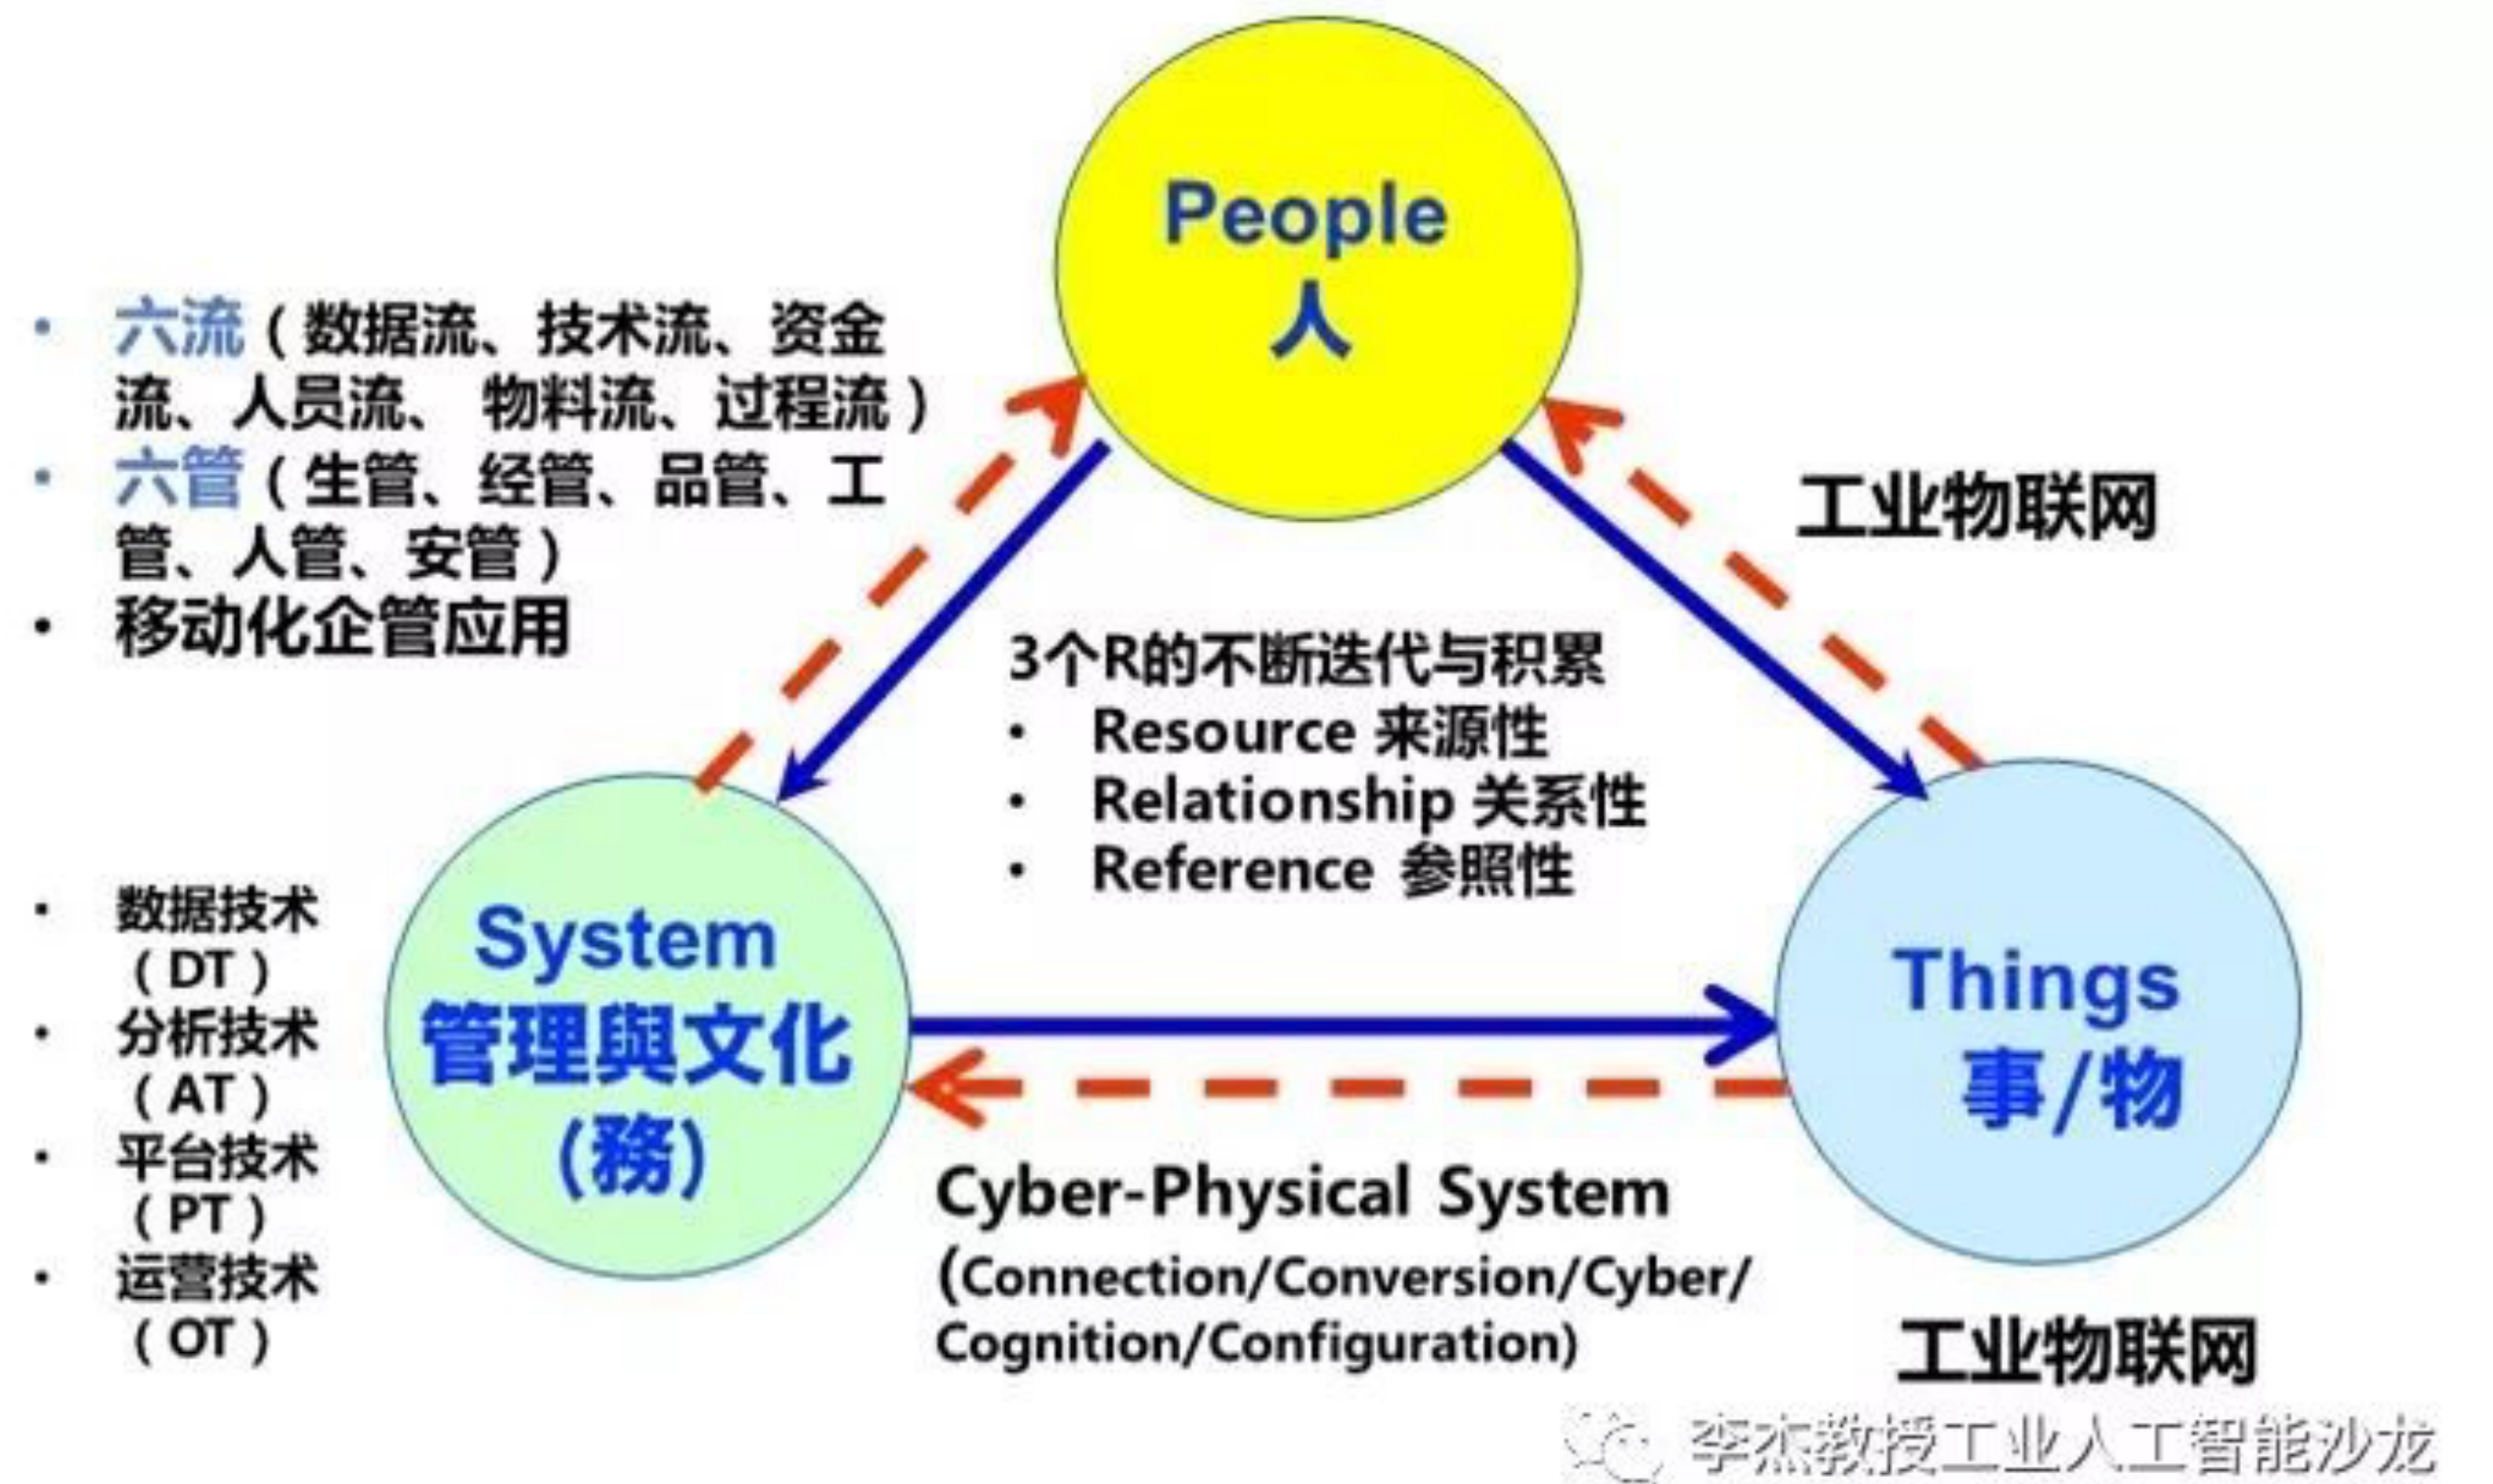 People
人
六流（数据流、技术流、资金
流、人员流、 物料流、过程流）
六管（生管、经管、品管、工
管、人管、安管）
移动化企管应用
工业物联网
3个R的不断迭代与积累
Resource 来源性
Relationship 关系性
Reference 参照性
数据技术
（DT）
分析技术
（AT）
平台技术
（PT）
运营技术
（OT）
System
管理與文化
(務)
Things
事/物
Cyber-Physical System
(Connection/Conversion/Cyber/
Cognition/Configuration)
工业物联网
李杰教授工业人工智能沙龙